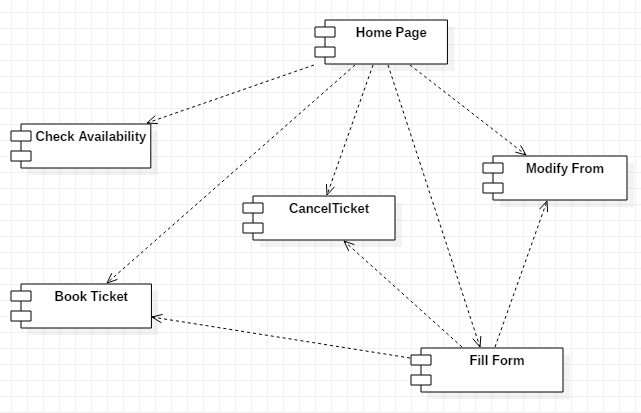 Home Page
Check Availability
Modify From
CancelTicket
Book Ticket
Fill Form